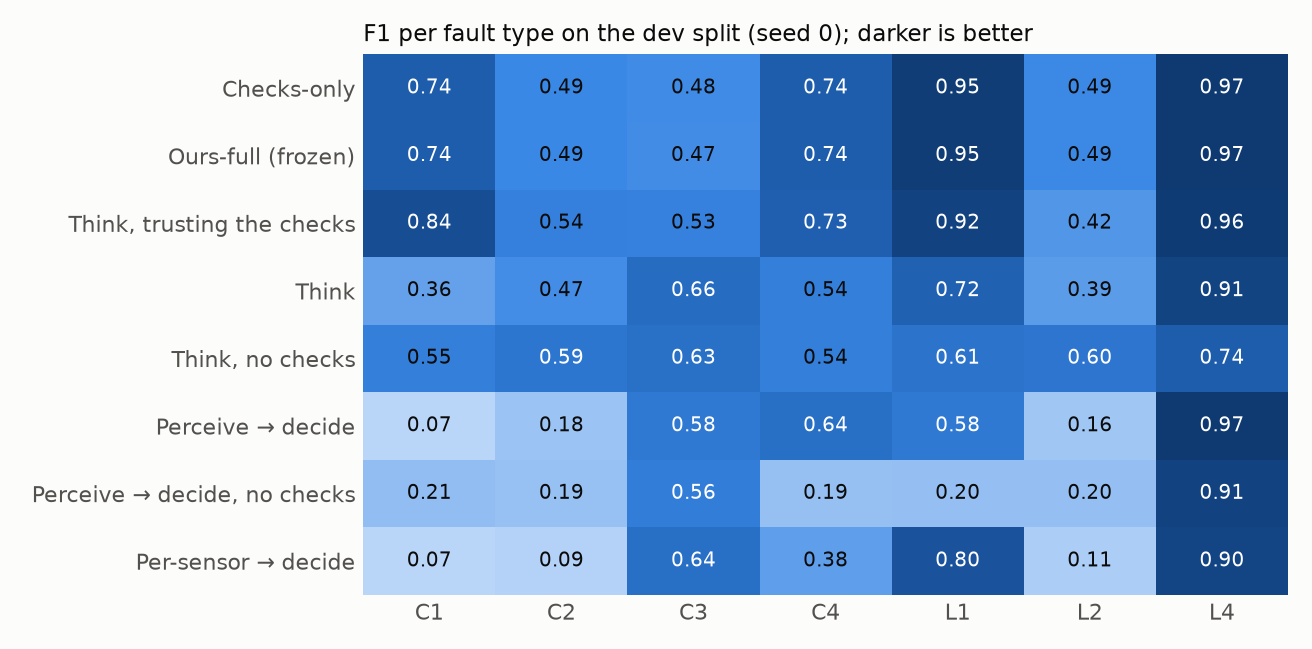 F1 per fault type on the dev split (seed 0); darker is better
Checks-only 0.74 0.49 0.48 0.74 0.95 0.49 0.97
Ours-full (frozen) 0.74 0.49 0.47 0.74 0.95 0.49 0.97
Think, trusting the checks 0.84 0.54 0.53 0.73 0.92 0.42 0.96
Think 0.36 0.47 0.66 0.54 0.72 0.39 0.91
Think, no checks 0.55 0.59 0.63 0.54 0.61 0.60 0.74
Perceive → decide 0.07 0.18 0.58 0.64 0.58 0.16 0.97
Perceive → decide, no checks 0.21 0.19 0.56 0.19 0.20 0.20 0.91
Per-sensor → decide 0.07 0.09 0.64 0.38 0.80 0.11 0.90
C1 C2 C3 C4 L1 L2 L4